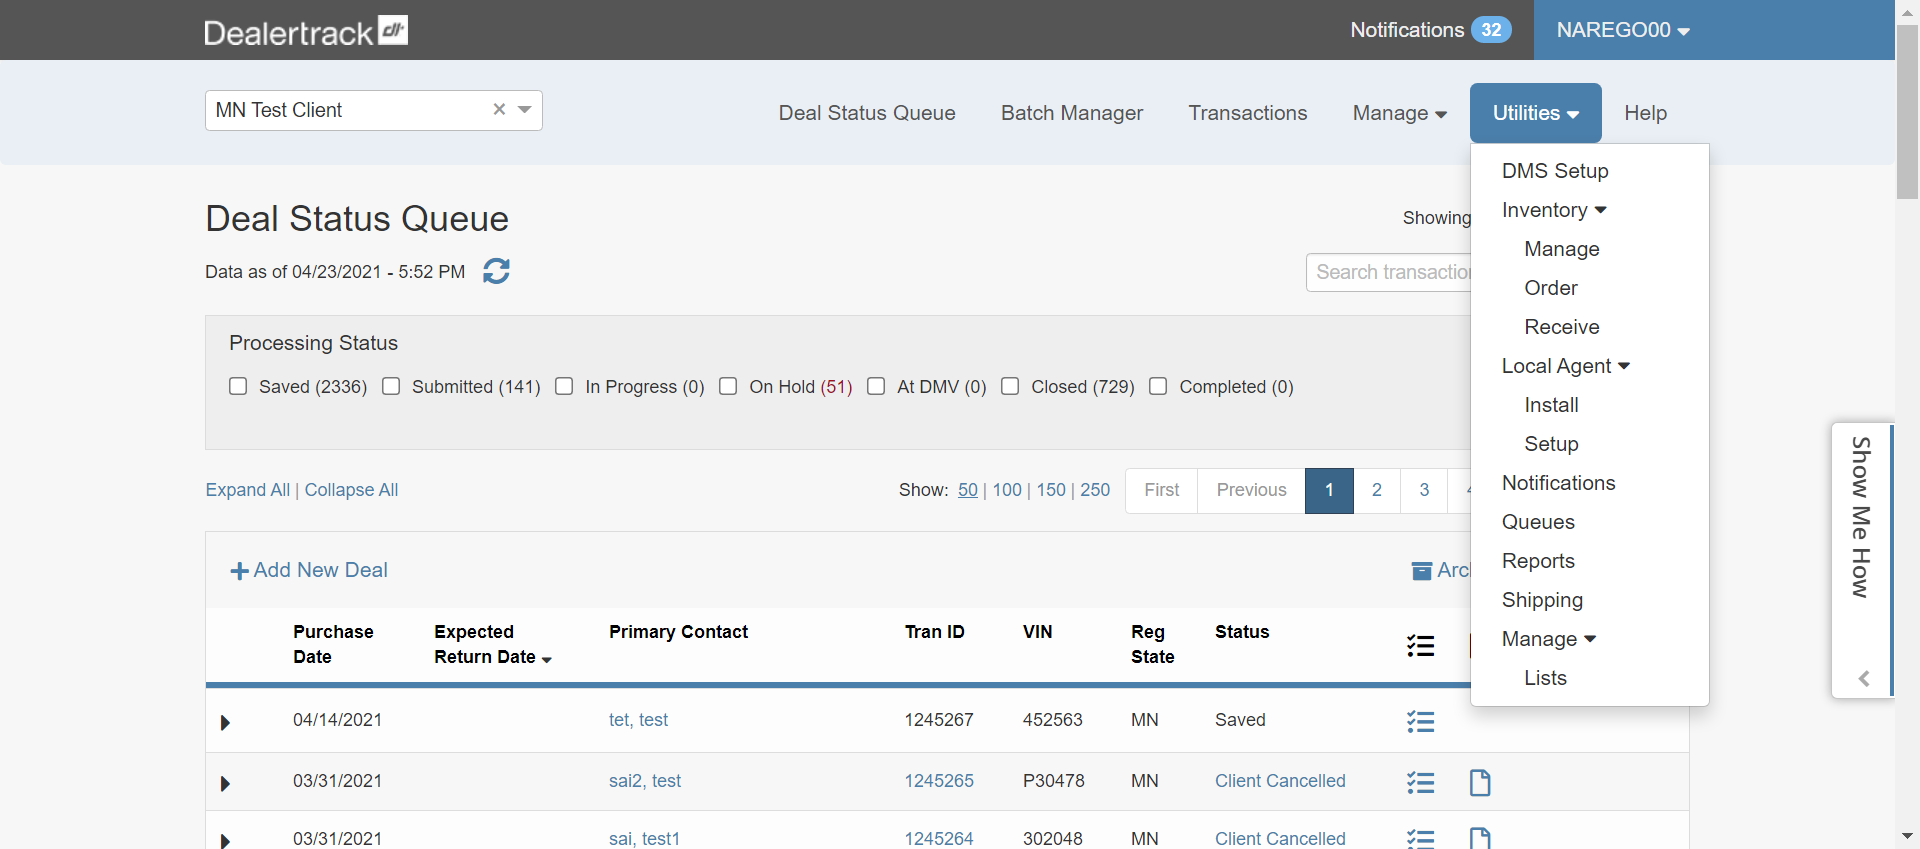 Dealertrack dt
Notifications 32
NAREGO00
MN Test Client
Deal Status Queue
Batch Manager
Transactions
Manage
Utilities
Help
DMS Setup
Inventory
Manage
Order
Receive
Local Agent
Install
Setup
Notifications
Queues
Reports
Shipping
Manage
Lists
Deal Status Queue
Showing
Data as of 04/23/2021 - 5:52 PM
Search transaction
Processing Status
Saved (2336) Submitted (141) In Progress (0) On Hold (51) At DMV (0) Closed (729) Completed (0)
Expand All | Collapse All
Show: 50 | 100 | 150 | 250
First Previous 1 2 3
Add New Deal
Purchase Date
Expected Return Date
Primary Contact
Tran ID
VIN
Reg State
Status
04/14/2021 tet, test 1245267 452563 MN Saved
03/31/2021 sai2, test 1245265 P30478 MN Client Cancelled
03/31/2021 sai, test1 1245264 302048 MN Client Cancelled
Show Me How